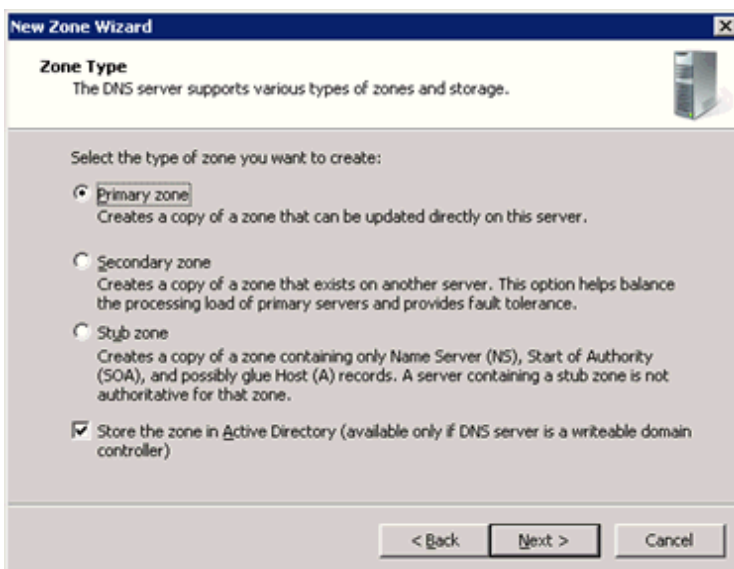 New Zone Wizard
Zone Type
The DNS server supports various types of zones and storage.
Select the type of zone you want to create:
Primary zone
Creates a copy of a zone that can be updated directly on this server.
Secondary zone
Creates a copy of a zone that exists on another server. This option helps balance
the processing load of primary servers and provides fault tolerance.
Stub zone
Creates a copy of a zone containing only Name Server (NS), Start of Authority
(SOA), and possibly glue Host (A) records. A server containing a stub zone is not
authoritative for that zone.
Store the zone in Active Directory (available only if DNS server is a writeable domain
controller)
< Back Next > Cancel